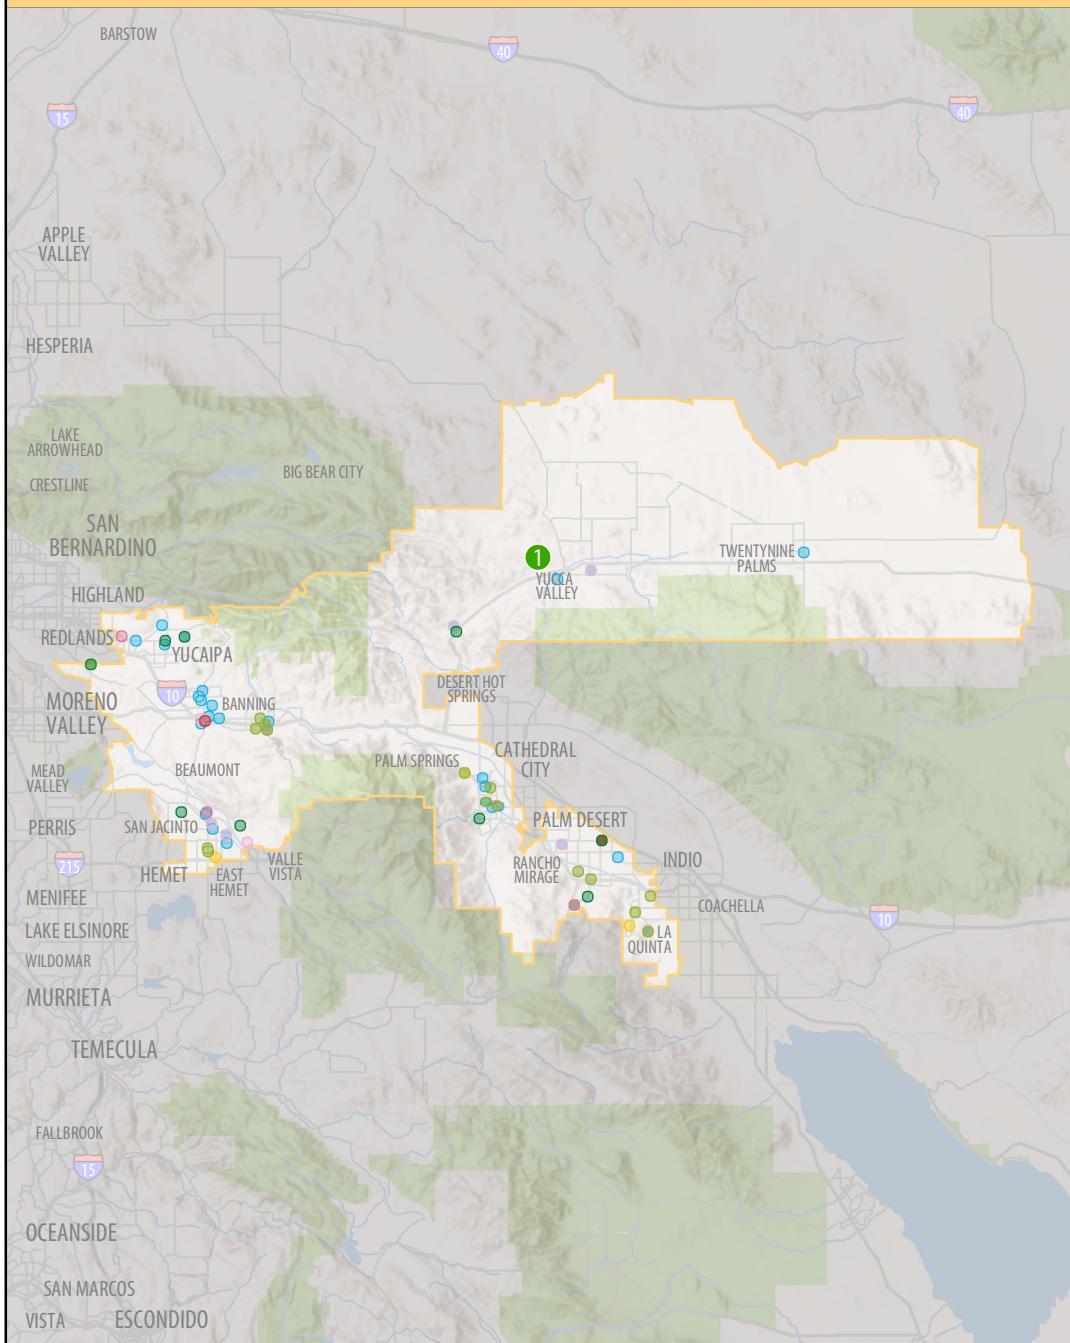 BARSTOW
40
15
40
APPLE
VALLEY
HESPERIA
LAKE
ARROWHEAD
BIG BEAR CITY
CRESTLINE
SAN
BERNARDINO
1
TWENTYNINE
PALMS
YUCCA
VALLEY
HIGHLAND
REDLANDS
YUCAIPA
DESERT HOT
SPRINGS
10
MORENO
VALLEY
BANNING
CATHEDRAL
CITY
PALM SPRINGS
MEAD
VALLEY
BEAUMONT
PERRIS
SAN JACINTO
PALM DESERT
215
HEMET
EAST
HEMET
VALLE
VISTA
RANCHO
MIRAGE
INDIO
MENIFEE
COACHELLA
10
LAKE ELSINORE
LA
QUINTA
WILDOMAR
MURRIETA
TEMECULA
FALLBROOK
15
OCEANSIDE
SAN MARCOS
VISTA
ESCONDIDO